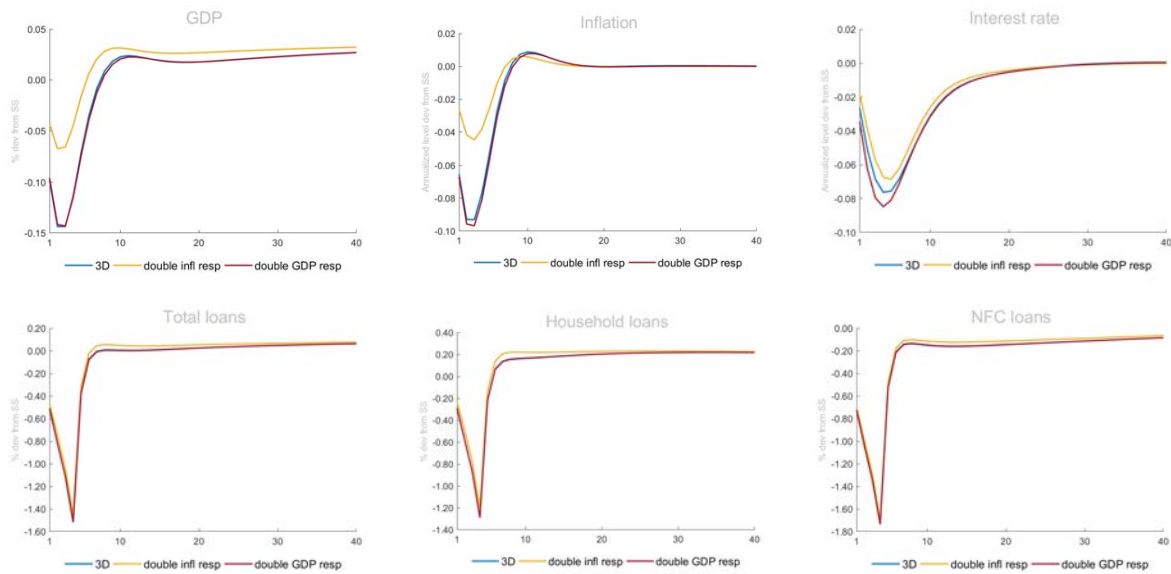 GDP
% dev from SS
0.05
0.00
-0.05
-0.10
-0.15
1 10 20 30 40
3D double infl resp double GDP resp
Inflation
Annualized level dev from SS
0.02
0.00
-0.02
-0.04
-0.06
-0.08
-0.10
1 10 20 30 40
3D double infl resp double GDP resp
Interest rate
Annualized level dev from SS
0.02
0.00
-0.02
-0.04
-0.06
-0.08
-0.10
1 10 20 30 40
3D double infl resp double GDP resp
Total loans
% dev from SS
0.20
0.00
-0.20
-0.40
-0.60
-0.80
-1.00
-1.20
-1.40
-1.60
1 10 20 30 40
3D double infl resp double GDP resp
Household loans
% dev from SS
0.40
0.20
0.00
-0.20
-0.40
-0.60
-0.80
-1.00
-1.20
-1.40
1 10 20 30 40
3D double infl resp double GDP resp
NFC loans
% dev from SS
0.00
-0.20
-0.40
-0.60
-0.80
-1.00
-1.20
-1.40
-1.60
-1.80
1 10 20 30 40
3D double infl resp double GDP resp